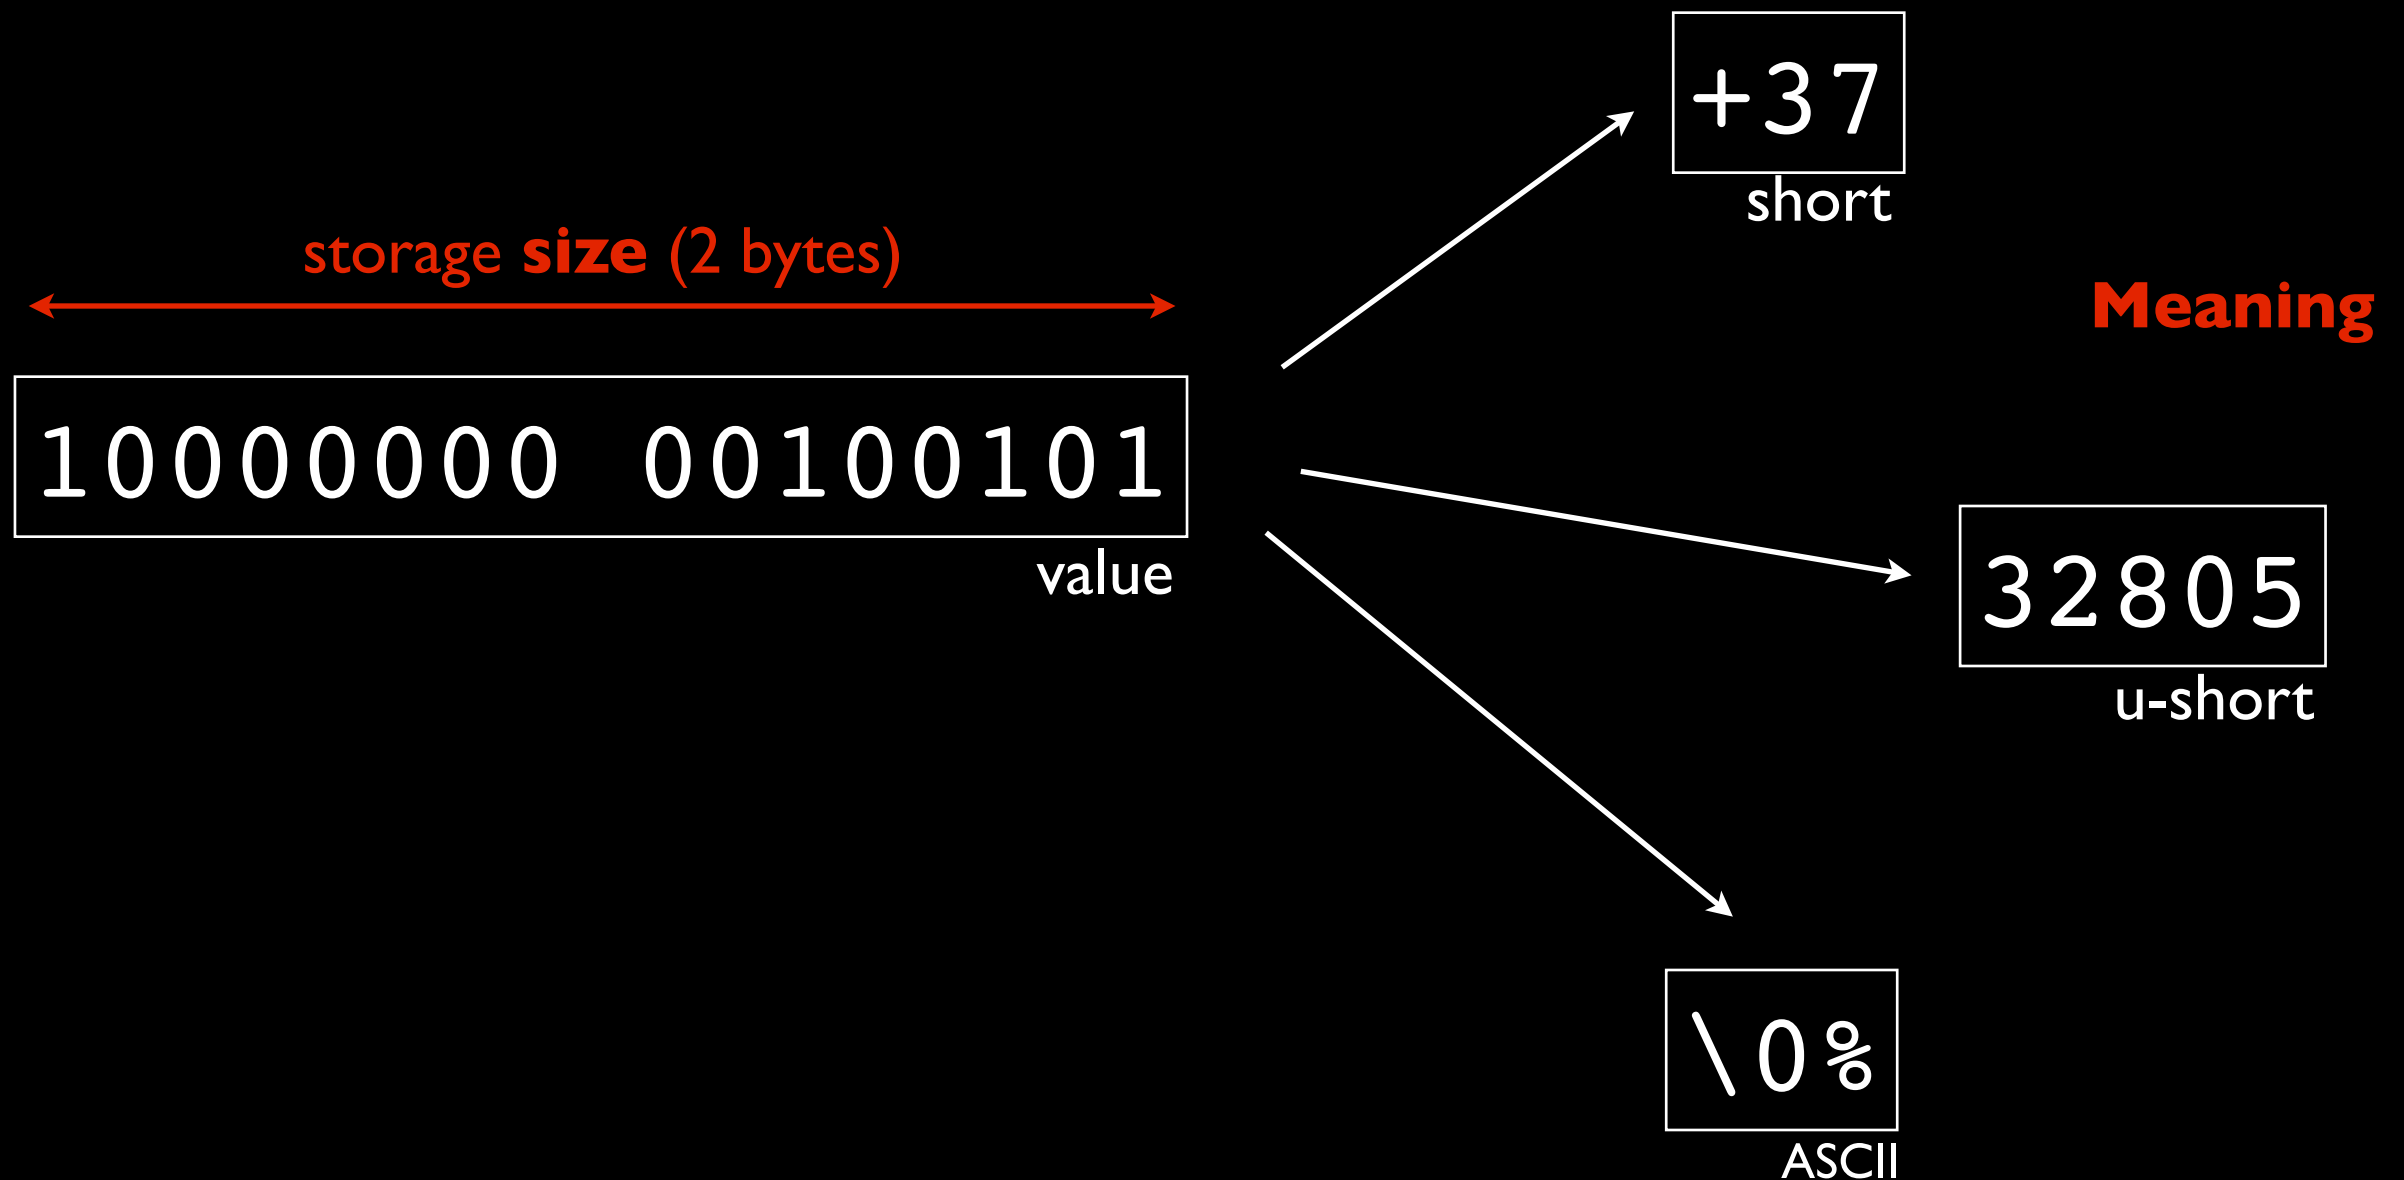 +37
short
storage size (2 bytes)
Meaning
10000000 00100101
value
32805
u-short
\0%
ASCII